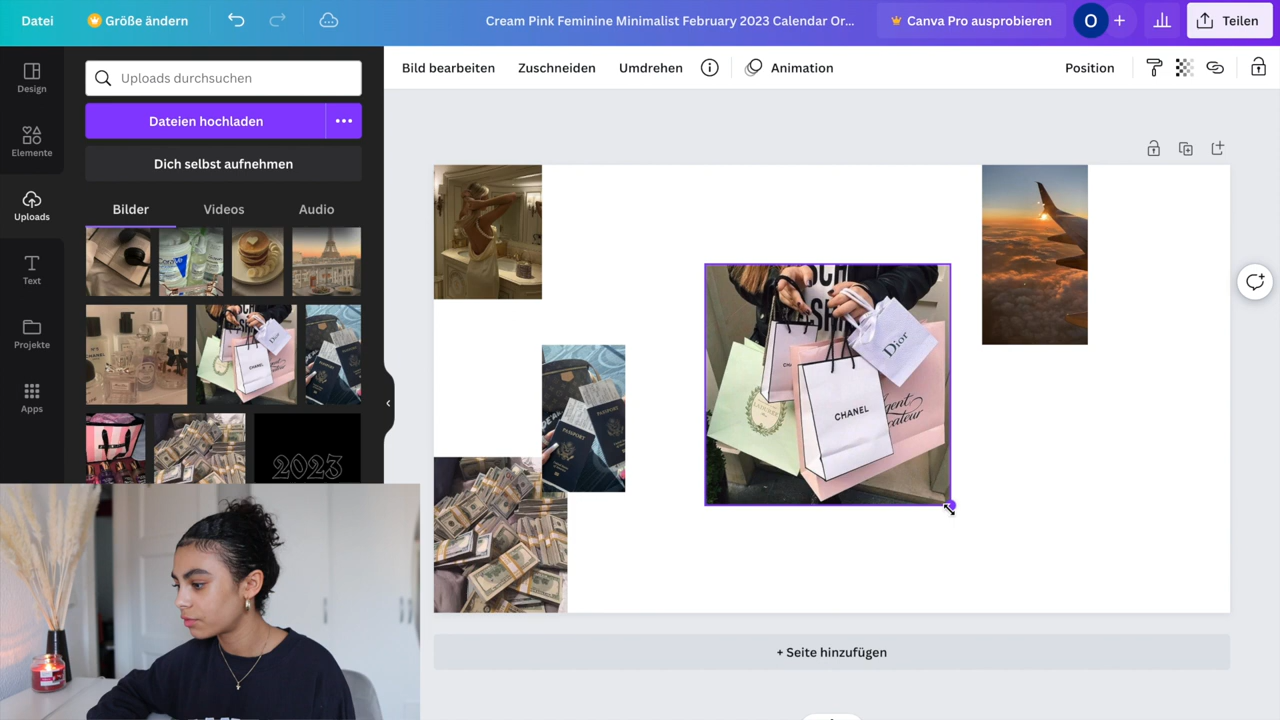 Datei
Größe ändern
Cream Pink Feminine Minimalist February 2023 Calendar Or...
Canva Pro ausprobieren
O
+
Teilen
Design
Elemente
Uploads
Text
Projekte
Apps
Uploads durchsuchen
Dateien hochladen
Dich selbst aufnehmen
Bilder
Videos
Audio
2023
Bild bearbeiten
Zuschneiden
Umdrehen
Animation
Position
PASSPORT
PASSPORT
Dior
CHANEL
+ Seite hinzufügen